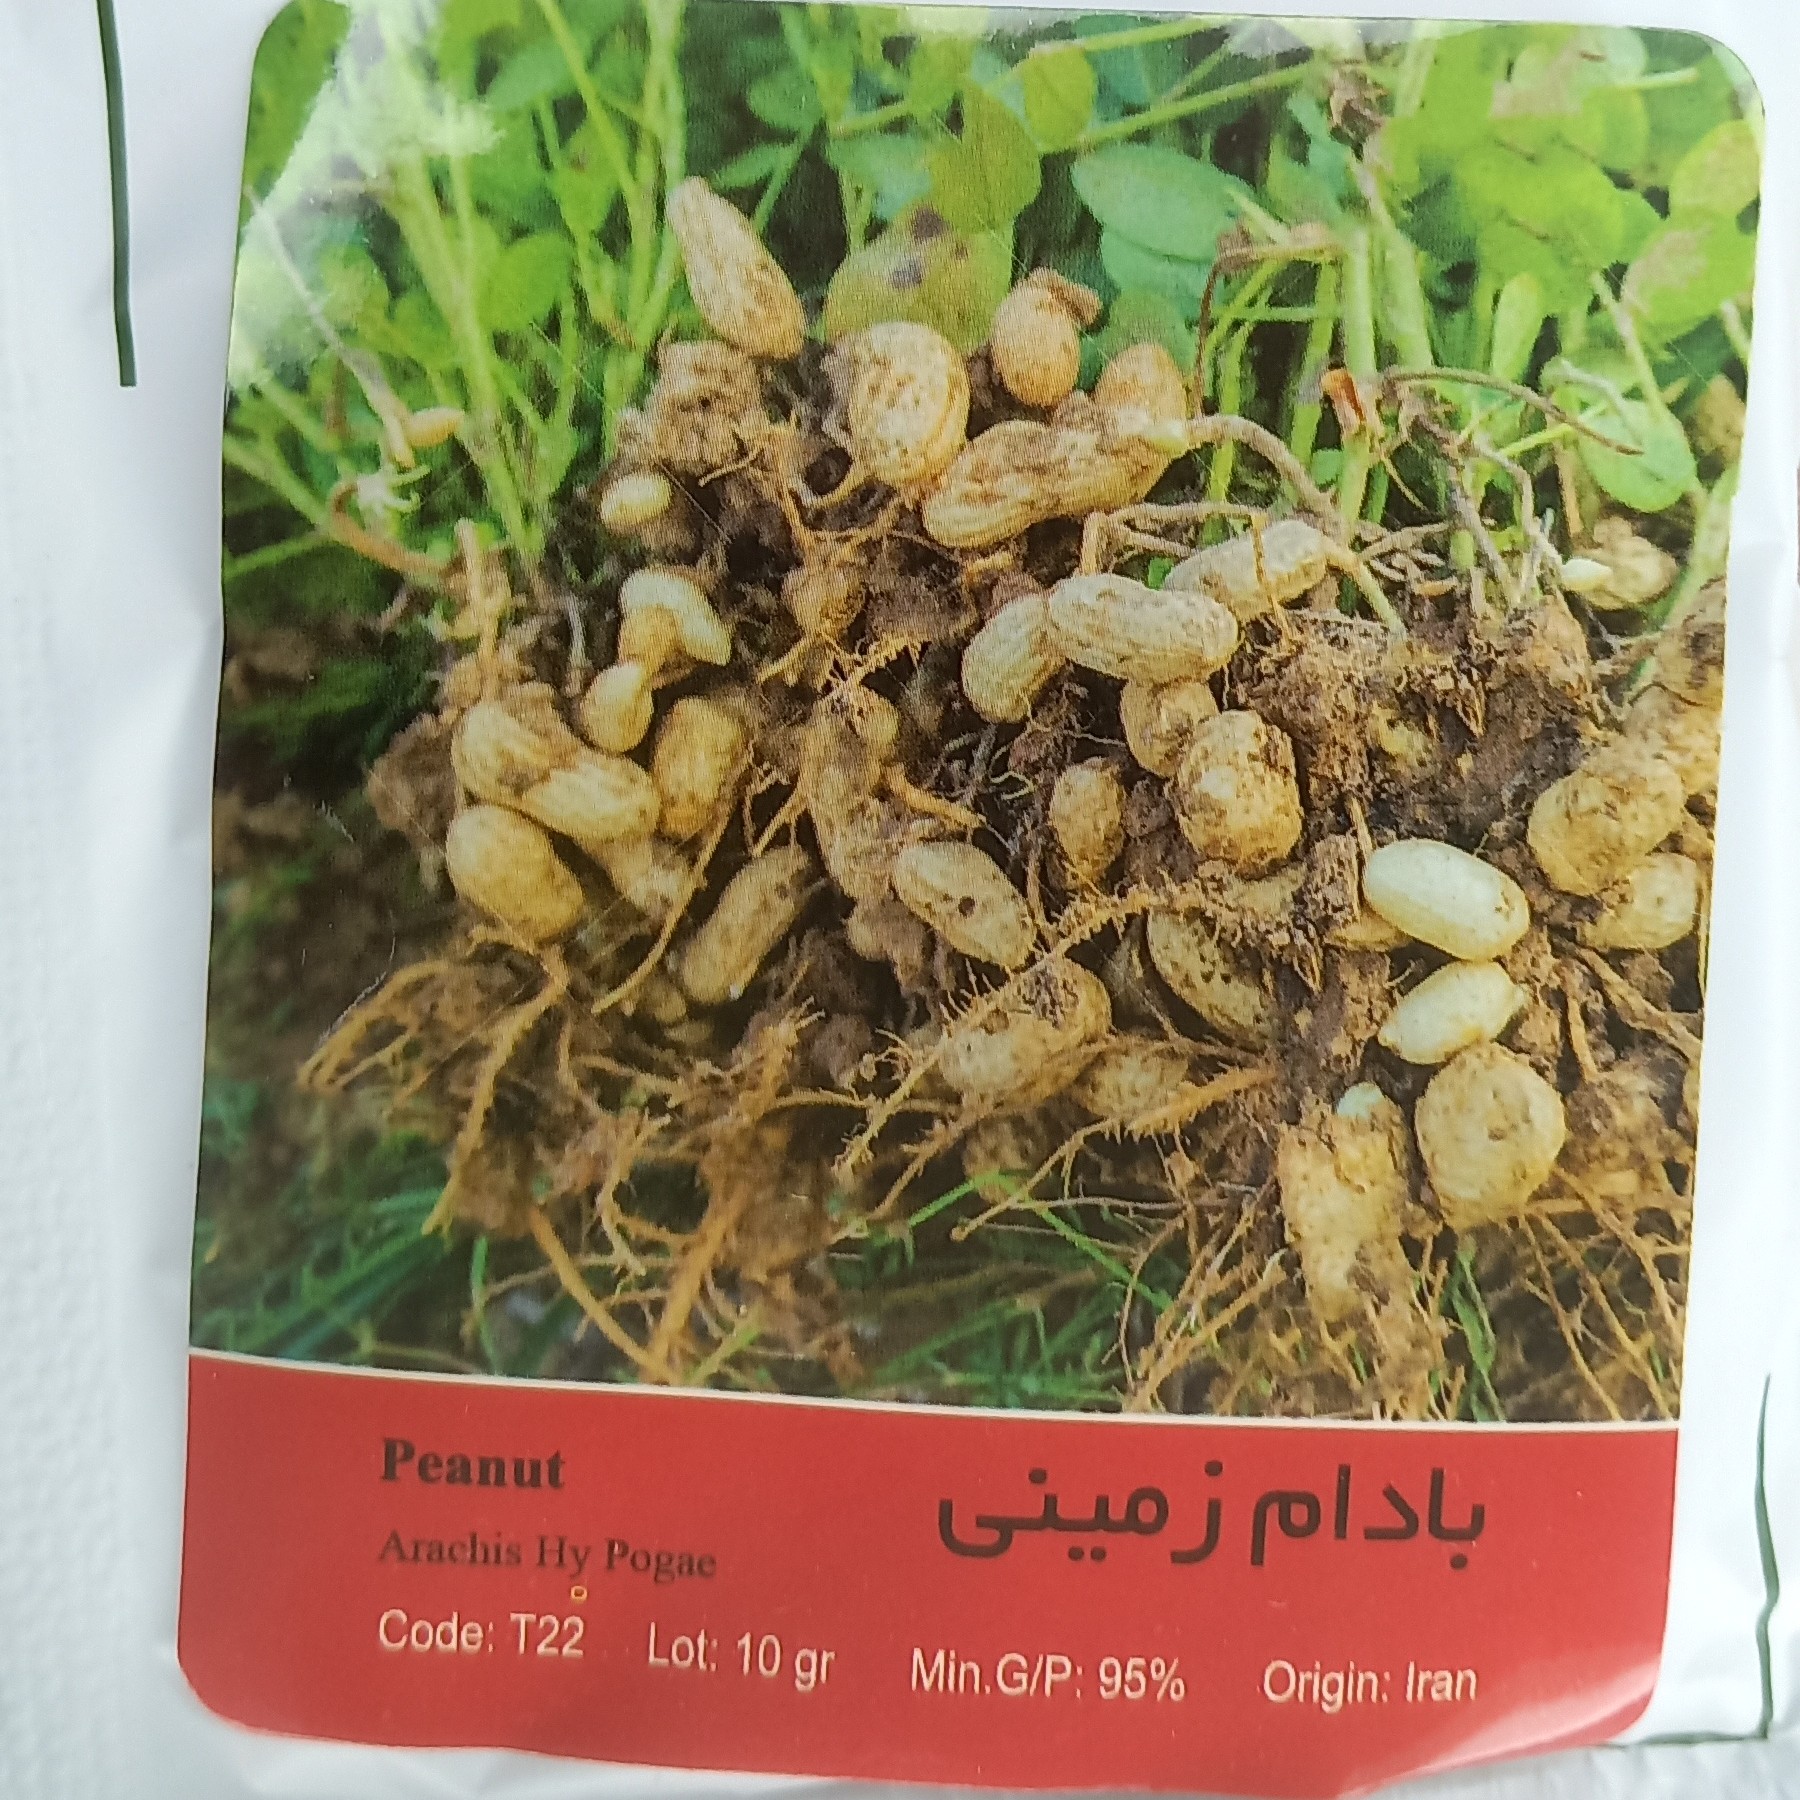 Peanut
بادام زمینی
Arachis Hy Pogae
Code: T22 Lot: 10 gr Min.G/P: 95% Origin: Iran